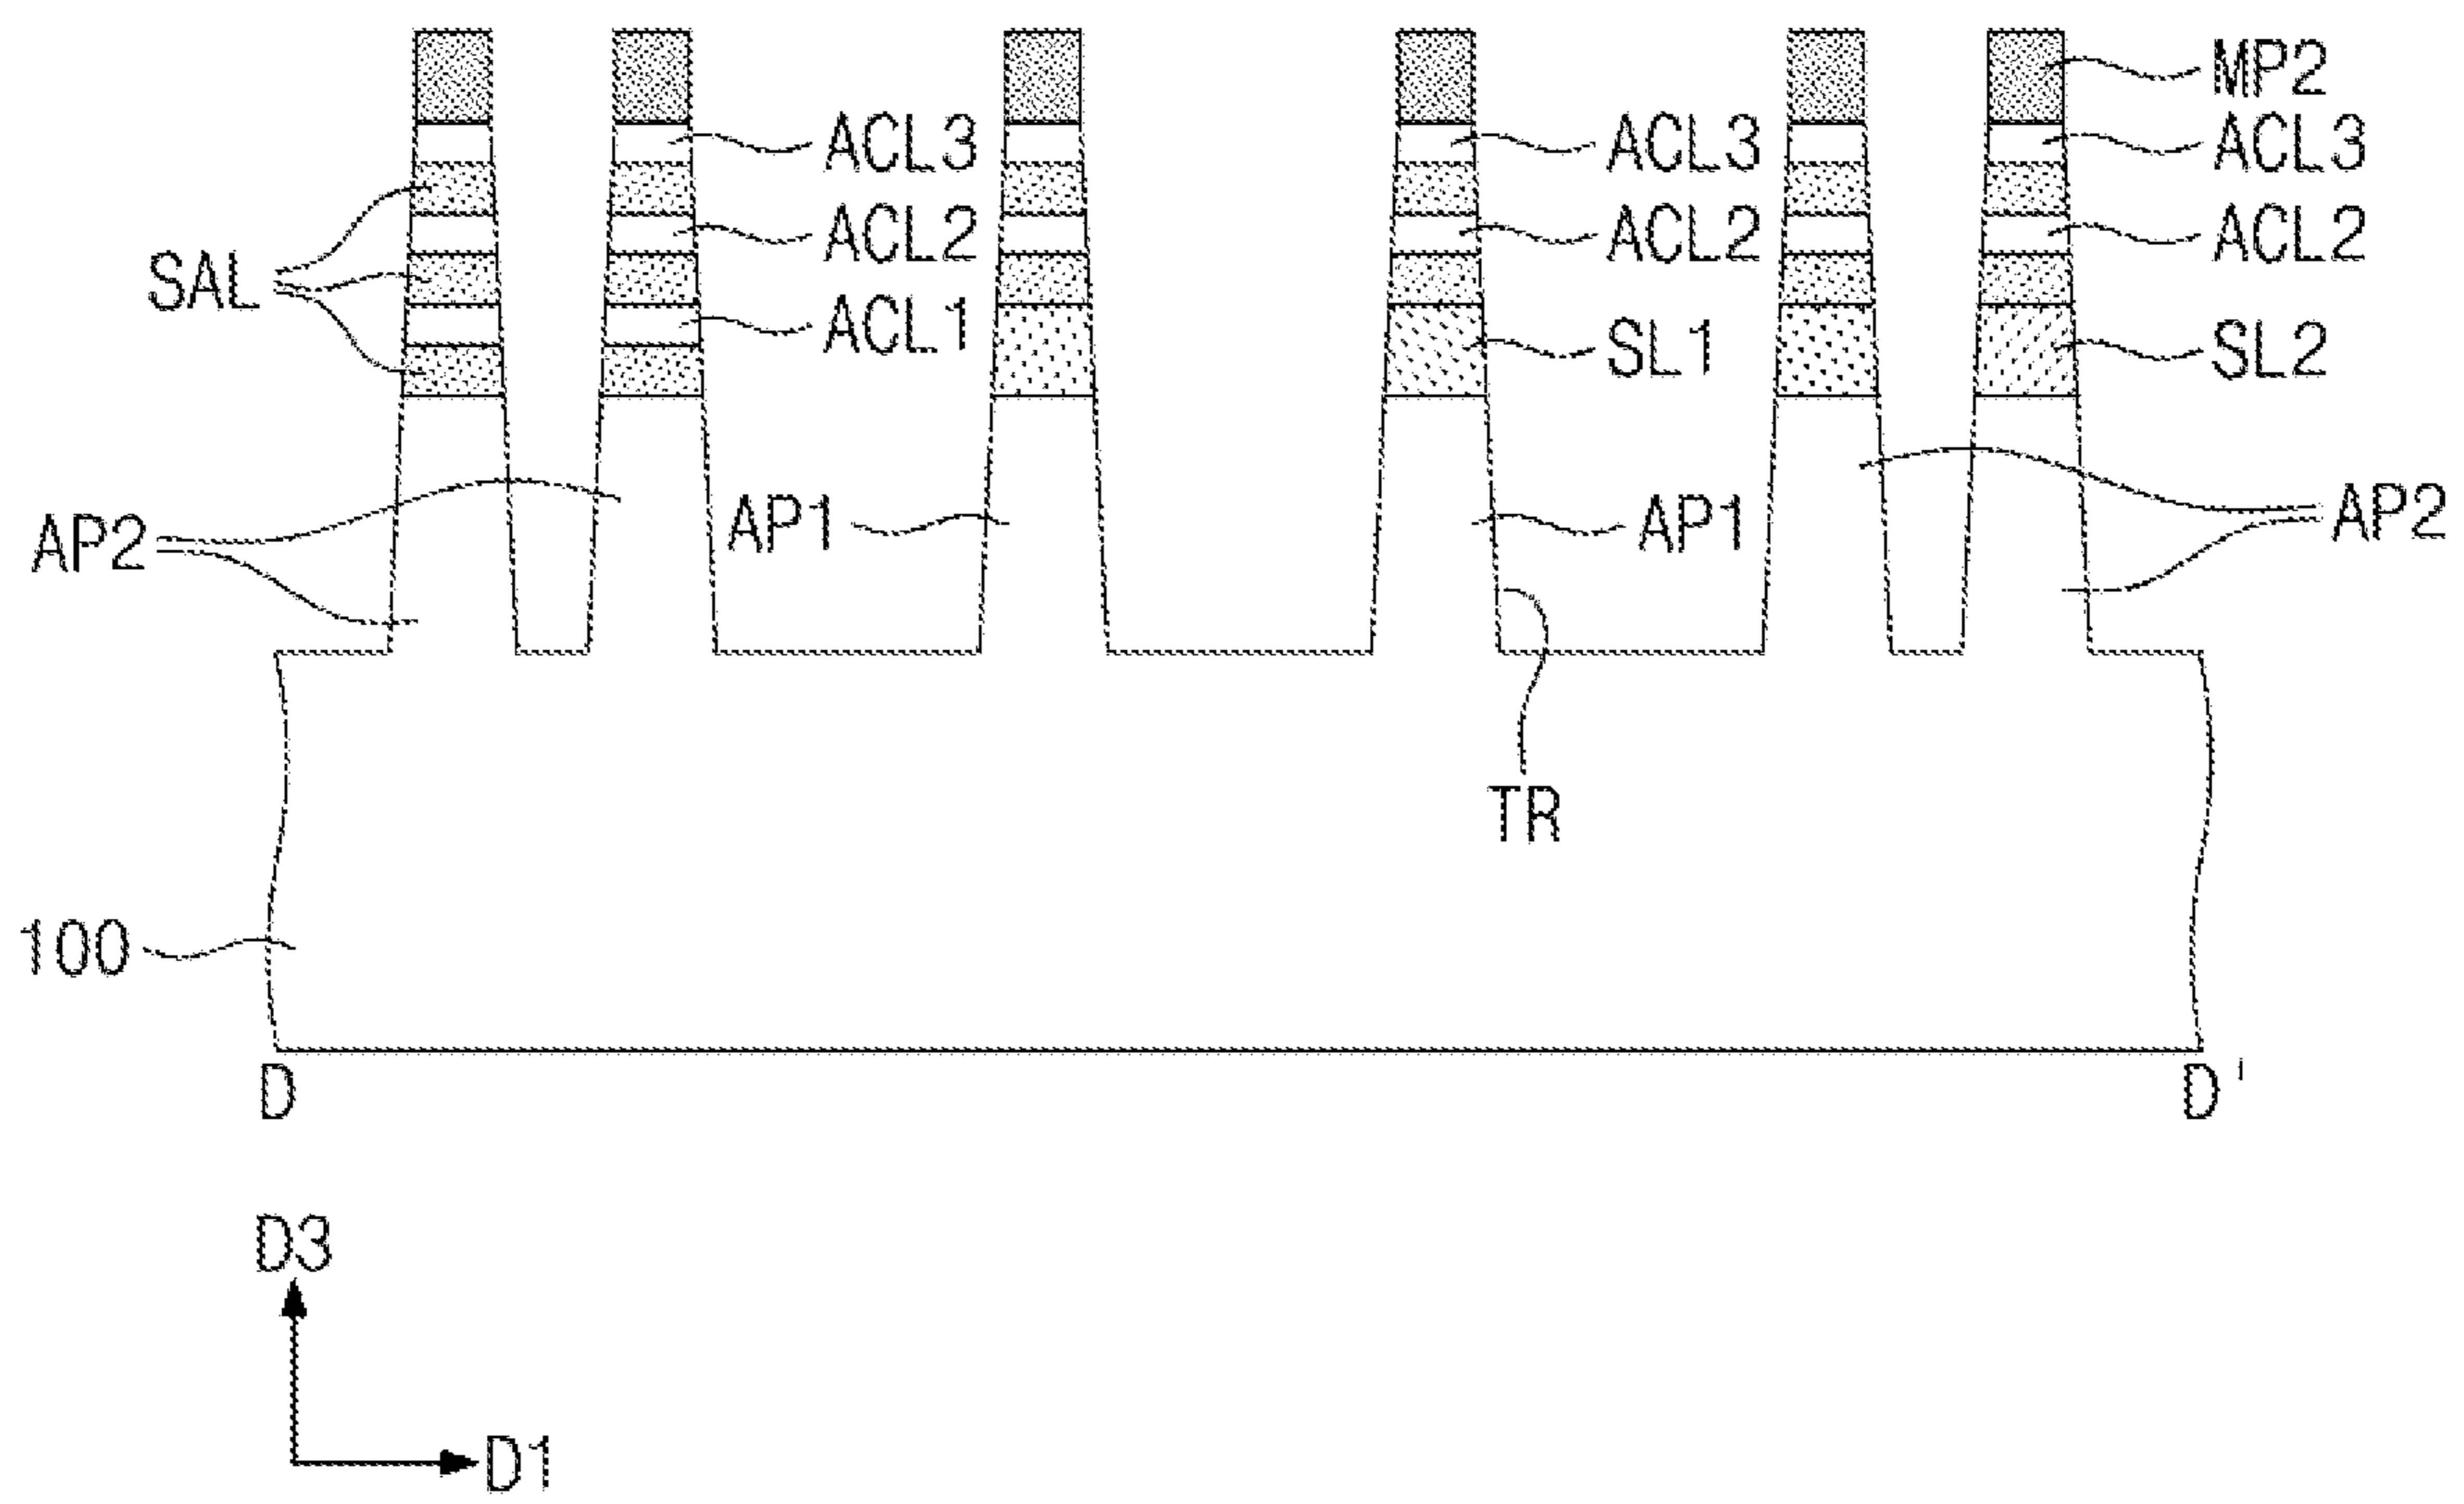 MP2
ACL3 ACL3 ACL3
SAL ACL2 ACL2 ACL2
ACL1 SL1 SL2
AP2 AP1 AP1 AP2
TR
100
D D'
D3
D1